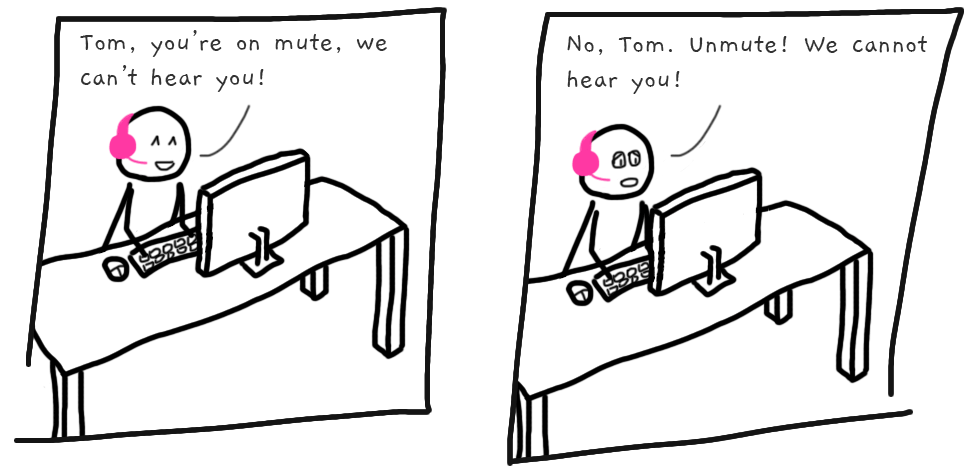 Tom, you're on mute, we
can't hear you!
No, Tom. Unmute! We cannot
hear you!